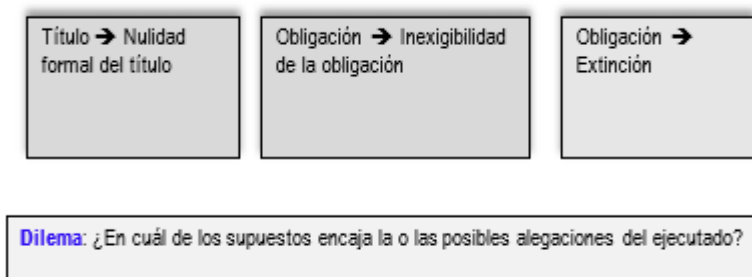 Título ➔ Nulidad
formal del título
Obligación ➔ Inexigibilidad
de la obligación
Obligación ➔
Extinción
Dilema: ¿En cuál de los supuestos encaja la o las posibles alegaciones del ejecutado?